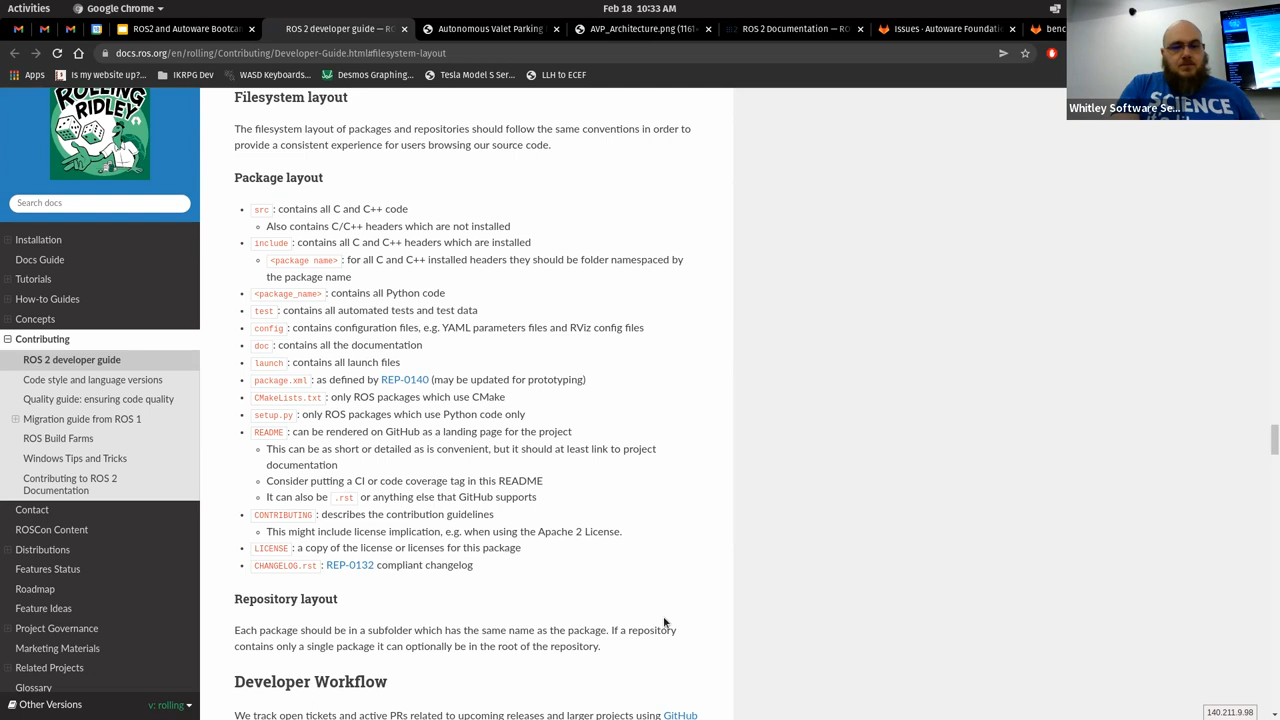 Activities
Google Chrome
Feb 18 10:33 AM
ROS2 and Autoware Bootca
ROS 2 developer guide —
Autonomous Valet Parking
AVP_Architecture.png (1161×
ROS 2 Documentation — RO
Issues · Autoware Foundatio
benc
docs.ros.org/en/rolling/Contributing/Developer-Guide.html#filesystem-layout
Apps
Is my website up?...
IKRPG Dev
WASD Keyboards...
Desmos Graphing...
Tesla Model S Ser...
LLH to ECEF
SCIENCE
Whitley Software Se...
ROLLING
RIDLEY
Search docs
Installation
Docs Guide
Tutorials
How-to Guides
Concepts
Contributing
ROS 2 developer guide
Code style and language versions
Quality guide: ensuring code quality
Migration guide from ROS 1
ROS Build Farms
Windows Tips and Tricks
Contributing to ROS 2
Documentation
Contact
ROSCon Content
Distributions
Features Status
Roadmap
Feature Ideas
Project Governance
Marketing Materials
Related Projects
Glossary
Other Versions
v: rolling
Filesystem layout
The filesystem layout of packages and repositories should follow the same conventions in order to
provide a consistent experience for users browsing our source code.
Package layout
src : contains all C and C++ code
Also contains C/C++ headers which are not installed
include : contains all C and C++ headers which are installed
<package name> : for all C and C++ installed headers they should be folder namespaced by
the package name
<package_name> : contains all Python code
test : contains all automated tests and test data
config : contains configuration files, e.g. YAML parameters files and RViz config files
doc : contains all the documentation
launch : contains all launch files
package.xml : as defined by REP-0140 (may be updated for prototyping)
CMakeLists.txt : only ROS packages which use CMake
setup.py : only ROS packages which use Python code only
README : can be rendered on GitHub as a landing page for the project
This can be as short or detailed as is convenient, but it should at least link to project
documentation
Consider putting a CI or code coverage tag in this README
It can also be .rst or anything else that GitHub supports
CONTRIBUTING : describes the contribution guidelines
This might include license implication, e.g. when using the Apache 2 License.
LICENSE : a copy of the license or licenses for this package
CHANGELOG.rst : REP-0132 compliant changelog
Repository layout
Each package should be in a subfolder which has the same name as the package. If a repository
contains only a single package it can optionally be in the root of the repository.
Developer Workflow
We track open tickets and active PRs related to upcoming releases and larger projects using GitHub
140.211.9.98